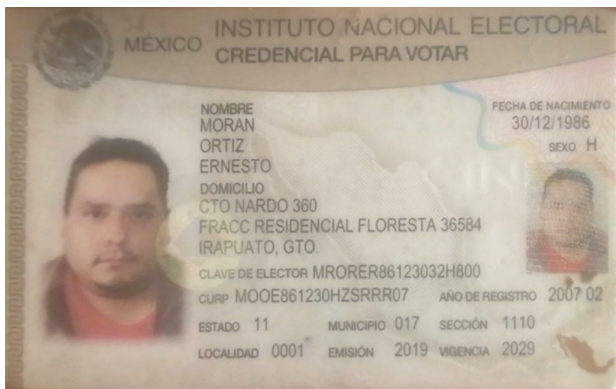 MÉXICO
INSTITUTO NACIONAL ELECTORAL
CREDENCIAL PARA VOTAR
NOMBRE
MORAN
ORTIZ
ERNESTO
FECHA DE NACIMIENTO
30/12/1986
SEXO H
DOMICILIO
CTO NARDO 360
FRACC RESIDENCIAL FLORESTA 36584
IRAPUATO, GTO.
CLAVE DE ELECTOR MRORER86123032H800
CURP MOOE861230HZSRRR07 AÑO DE REGISTRO 2007 02
ESTADO 11 MUNICIPIO 017 SECCIÓN 1110
LOCALIDAD 0001 EMISIÓN 2019 VIGENCIA 2029